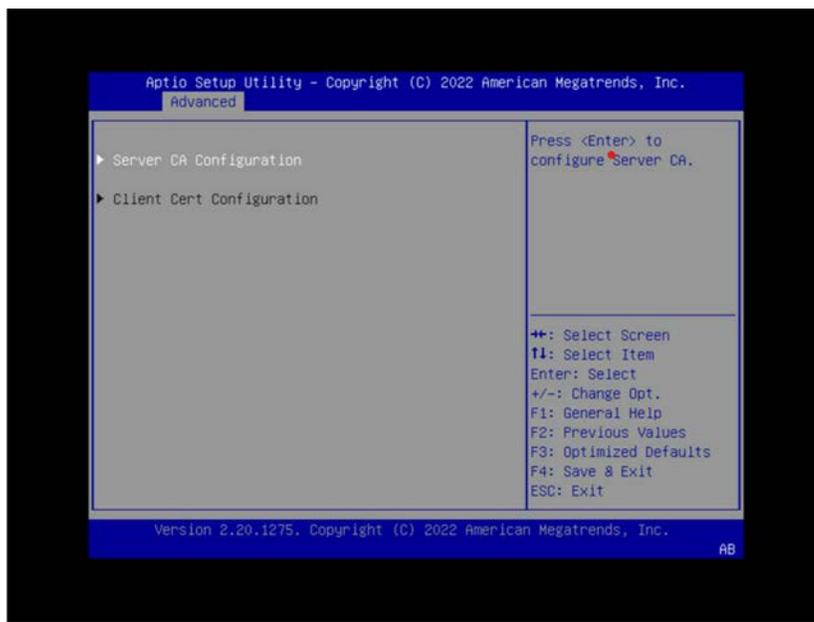 Aptio Setup Utility – Copyright (C) 2022 American Megatrends, Inc.
Advanced
Server CA Configuration
Client Cert Configuration
Press <Enter> to
configure Server CA.
→←: Select Screen
↑↓: Select Item
Enter: Select
+/-: Change Opt.
F1: General Help
F2: Previous Values
F3: Optimized Defaults
F4: Save & Exit
ESC: Exit
Version 2.20.1275. Copyright (C) 2022 American Megatrends, Inc.
AB